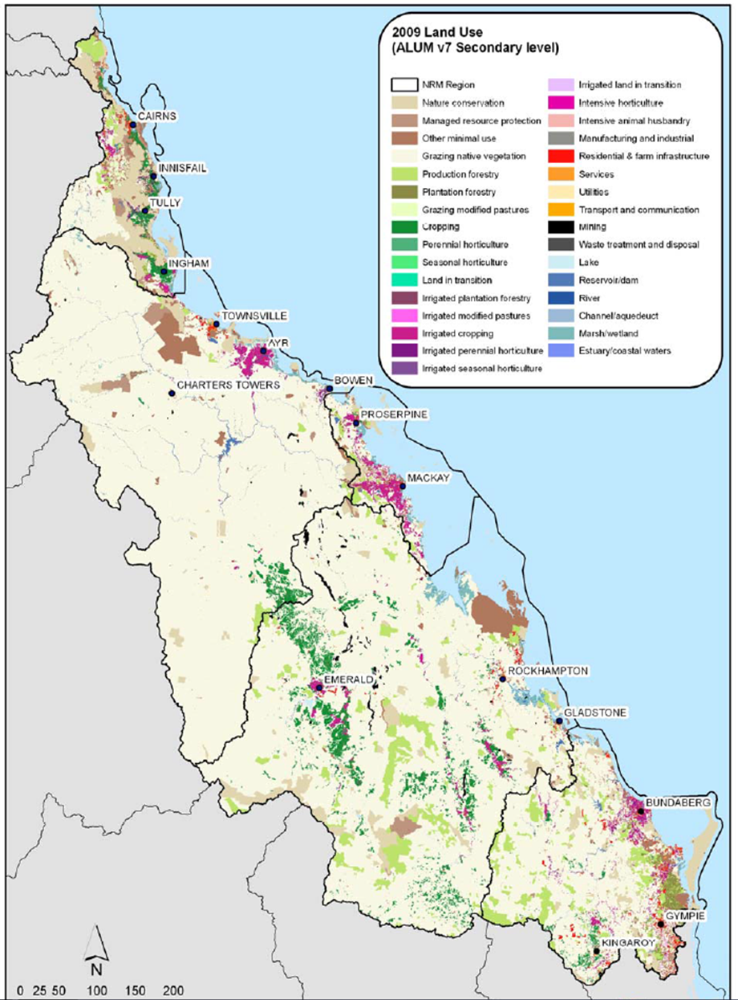 2009 Land Use
(ALUM v7 Secondary level)
NRM Region
Nature conservation
Managed resource protection
Other minimal use
Grazing native vegetation
Production forestry
Plantation forestry
Grazing modified pastures
Cropping
Perennial horticulture
Seasonal horticulture
Land in transition
Irrigated plantation forestry
Irrigated modified pastures
Irrigated cropping
Irrigated perennial horticulture
Irrigated seasonal horticulture
Irrigated land in transition
Intensive horticulture
Intensive animal husbandry
Manufacturing and industrial
Residential & farm infrastructure
Services
Utilities
Transport and communication
Mining
Waste treatment and disposal
Lake
Reservoir/dam
River
Channel/aqueduct
Marsh/wetland
Estuary/coastal waters
CAIRNS
INNISFAIL
TULLY
INGHAM
TOWNSVILLE
AYR
CHARTERS TOWERS
BOWEN
PROSERPINE
MACKAY
EMERALD
ROCKHAMPTON
GLADSTONE
BUNDABERG
GYMPIE
KINGAROY
N
0 25 50 100 150 200